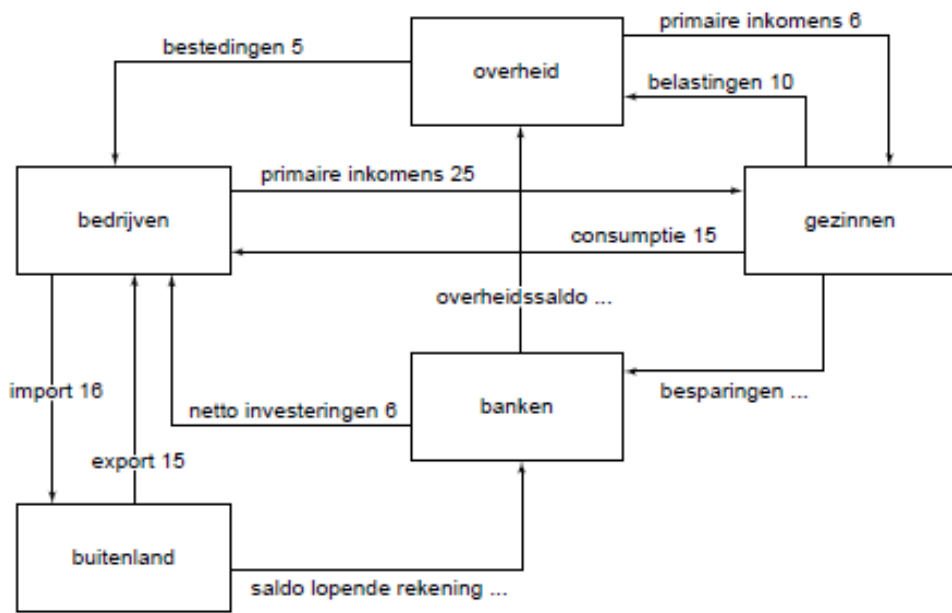 primaire inkomens 6
bestedingen 5
overheid
belastingen 10
primaire inkomens 25
bedrijven
gezinnen
consumptie 15
overheidssaldo ...
import 16
netto investeringen 6
banken
besparingen ...
export 15
buitenland
saldo lopende rekening ...